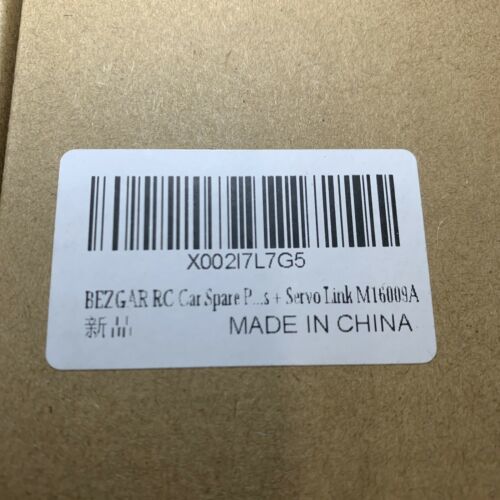 X002I7L7G5
BEZGAR RC Car Spare P...s + Servo Link M16009A
新品 MADE IN CHINA